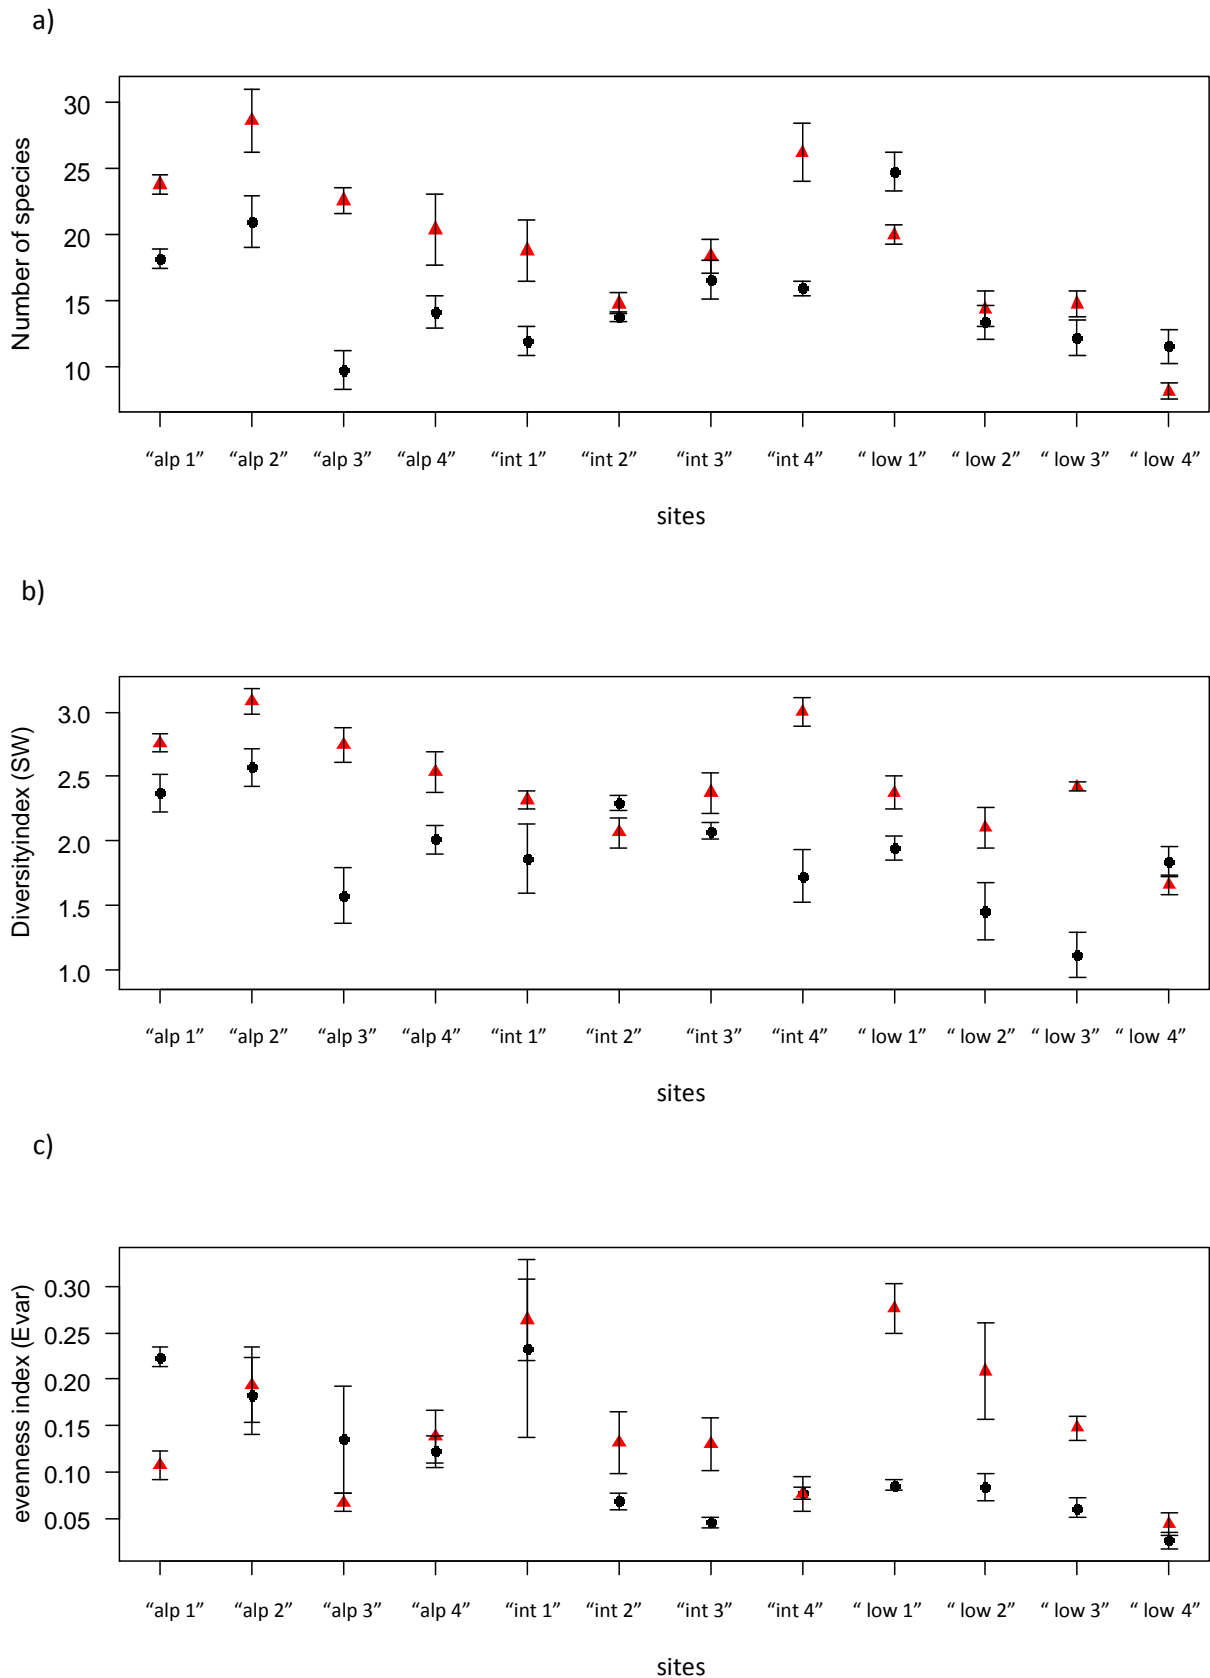 a)
Number of species
30
25
20
15
10
“alp 1” “alp 2” “alp 3” “alp 4” “int 1” “int 2” “int 3” “int 4” “ low 1” “ low 2” “ low 3” “ low 4”
sites
b)
Diversityindex (SW)
3.0
2.5
2.0
1.5
1.0
“alp 1” “alp 2” “alp 3” “alp 4” “int 1” “int 2” “int 3” “int 4” “ low 1” “ low 2” “ low 3” “ low 4”
sites
c)
evenness index (Evar)
0.30
0.25
0.20
0.15
0.10
0.05
“alp 1” “alp 2” “alp 3” “alp 4” “int 1” “int 2” “int 3” “int 4” “ low 1” “ low 2” “ low 3” “ low 4”
sites